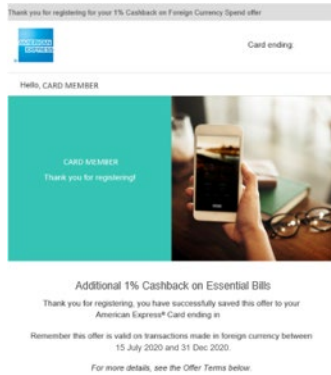 Thank you for registering for your 1% Cashback on Foreign Currency Spend offer
AMERICAN
EXPRESS
Card ending:
Hello, CARD MEMBER
CARD MEMBER
Thank you for registering!
Additional 1% Cashback on Essential Bills
Thank you for registering, you have successfully saved this offer to your
American Express® Card ending in
Remember this offer is valid on transactions made in foreign currency between
15 July 2020 and 31 Dec 2020.
For more details, see the Offer Terms below.